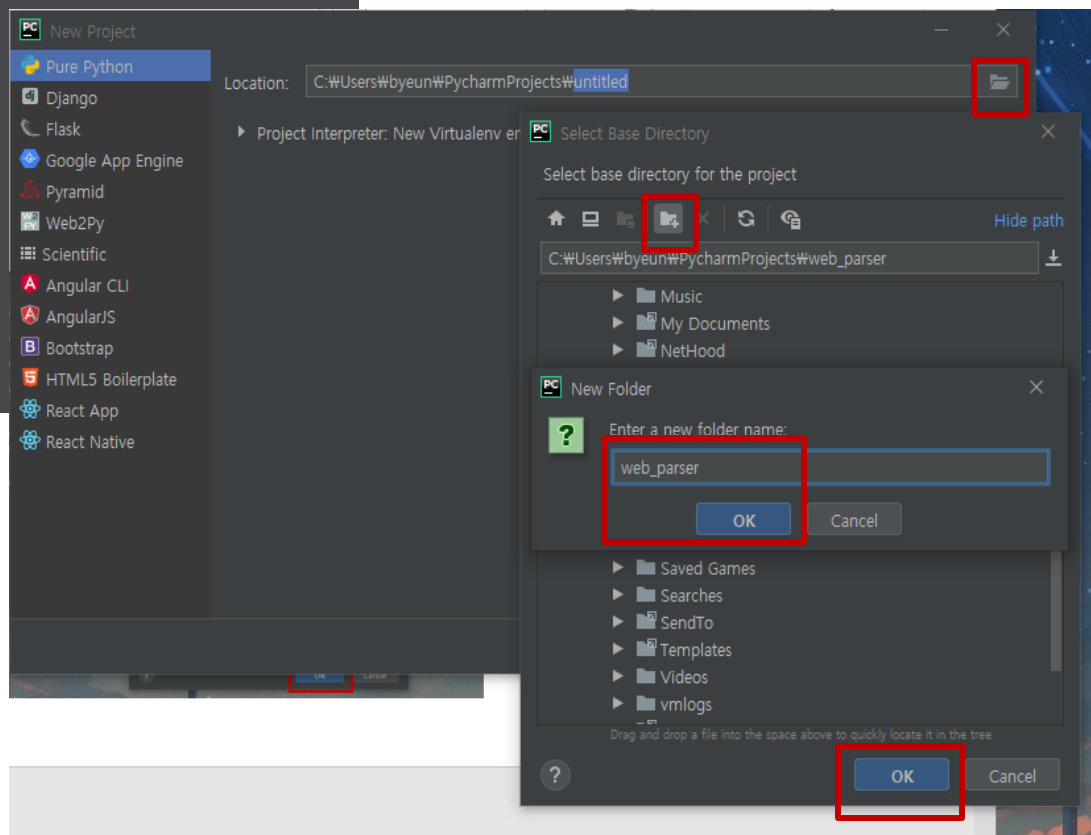 New Project
Pure Python
Django
Flask
Google App Engine
Pyramid
Web2Py
Scientific
Angular CLI
AngularJS
Bootstrap
HTML5 Boilerplate
React App
React Native
Location: C:₩Users₩byeun₩PycharmProjects₩untitled
Project Interpreter: New Virtualenv en
Select Base Directory
Select base directory for the project
Hide path
C:₩Users₩byeun₩PycharmProjects₩web_parser
Music
My Documents
NetHood
New Folder
Enter a new folder name:
web_parser
OK Cancel
Saved Games
Searches
SendTo
Templates
Videos
vmlogs
Drag and drop a file into the space above to quickly locate it in the tree
? OK Cancel
OK Cancel